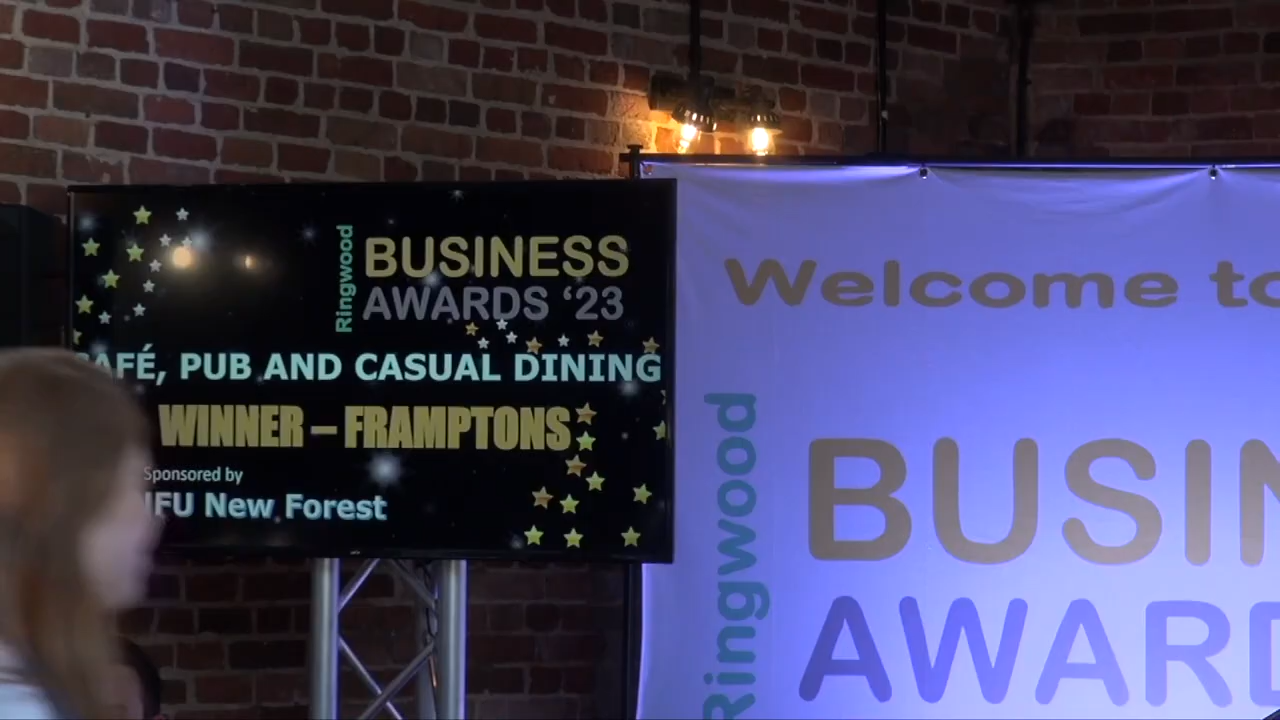 Ringwood
BUSINESS
AWARDS ‘23
CAFÉ, PUB AND CASUAL DINING
WINNER – FRAMPTONS
Sponsored by
NFU New Forest
Welcome to
Ringwood
BUSIN
AWARD